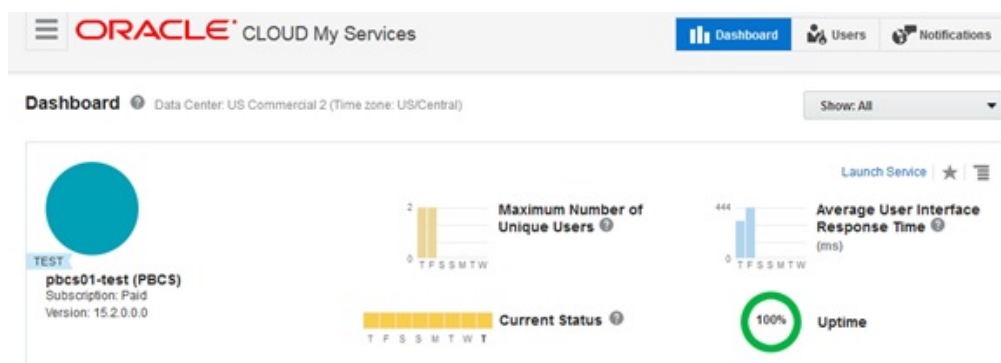 ORACLE CLOUD My Services
Dashboard
Users
Notifications
Dashboard ? Data Center: US Commercial 2 (Time zone: US/Central)
Show: All
Launch Service
TEST
pbcs01-test (PBCS)
Subscription: Paid
Version: 15.2.0.0.0
2
0
T F S S M T W
Maximum Number of
Unique Users ?
444
0
T F S S M T W
Average User Interface
Response Time ?
(ms)
T F S S M T W T
Current Status ?
100%
Uptime